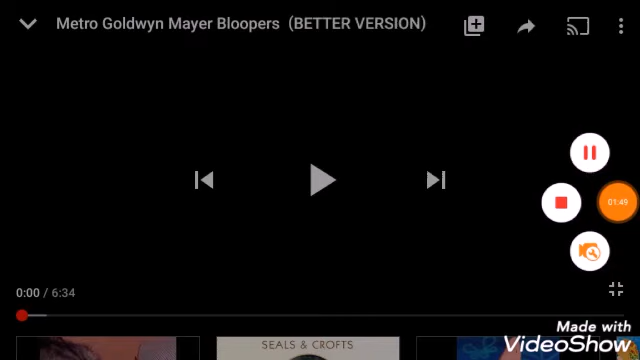 Metro Goldwyn Mayer Bloopers (BETTER VERSION)
01:49
0:00 / 6:34
Made with
VideoShow
SEALS & CROFTS